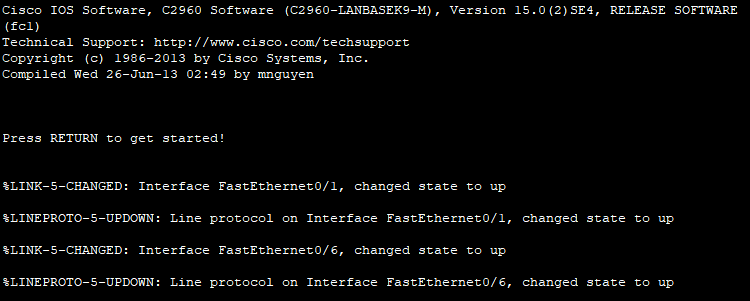 Cisco IOS Software, C2960 Software (C2960-LANBASEK9-M), Version 15.0(2)SE4, RELEASE SOFTWARE
(fc1)
Technical Support: http://www.cisco.com/techsupport
Copyright (c) 1986-2013 by Cisco Systems, Inc.
Compiled Wed 26-Jun-13 02:49 by mnguyen
Press RETURN to get started!
%LINK-5-CHANGED: Interface FastEthernet0/1, changed state to up
%LINEPROTO-5-UPDOWN: Line protocol on Interface FastEthernet0/1, changed state to up
%LINK-5-CHANGED: Interface FastEthernet0/6, changed state to up
%LINEPROTO-5-UPDOWN: Line protocol on Interface FastEthernet0/6, changed state to up